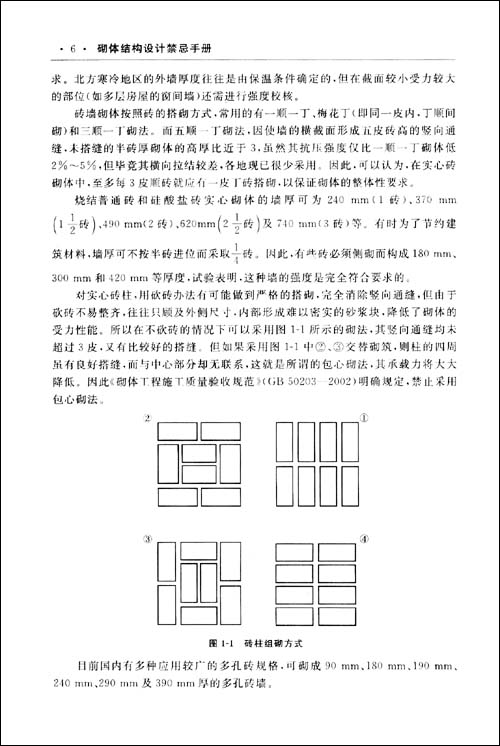 · 6 · 砌体结构设计禁忌手册
求。北方寒冷地区的外墙厚度往往是由保温条件确定的,但在截面较小受力较大
的部位(如多层房屋的窗间墙)还需进行强度校核。
砖墙砌体按照砖的搭砌方式,常用的有一顺一丁、梅花丁(即同一皮内,丁顺间
砌)和三顺一丁砌法。而五顺一丁砌法,因使墙的横截面形成五皮砖高的竖向通
缝,未搭缝的半砖厚砌体的高厚比近于 3,虽然其抗压强度仅比一顺一丁砌体低
2%~5%,但毕竟其横向拉结较差,各地现已很少采用。因此,可以认为,在实心砖
砌体中,至多每 3 皮顺砖就应有一皮丁砖搭砌,以保证砌体的整体性要求。
烧结普通砖和硅酸盐砖实心砌体的墙厚可为 240 mm(1 砖)、370 mm
(1 1/2 砖)、490 mm(2 砖)、620mm(2 1/2 砖)及 740 mm(3 砖)等。有时为了节约建
筑材料,墙厚可不按半砖进位而采取 1/4 砖。因此,有些砖必须侧砌而构成 180 mm、
300 mm 和 420 mm 等厚度,试验表明,这种墙的强度是完全符合要求的。
对实心砖柱,用砍砖办法有可能做到严格的搭砌,完全消除竖向通缝,但由于
砍砖不易整齐,往往只顾及外侧尺寸,内部形成难以密实的砂浆块,降低了砌体的
受力性能。所以在不砍砖的情况下可以采用图 1-1 所示的砌法,其竖向通缝均未
超过 3 皮,又有比较好的搭缝。但如果采用图 1-1 中②、③交替砌筑,则柱的四周
虽有良好搭缝,而与中心部分却无联系,这就是所谓的包心砌法,其承载力将大大
降低。因此《砌体工程施工质量验收规范》(GB 50203—2002)明确规定,禁止采用
包心砌法。
② ①
③ ④
图 1-1 砖柱组砌方式
目前国内有多种应用较广的多孔砖规格,可砌成 90 mm、180 mm、190 mm、
240 mm、290 mm 及 390 mm 厚的多孔砖墙。